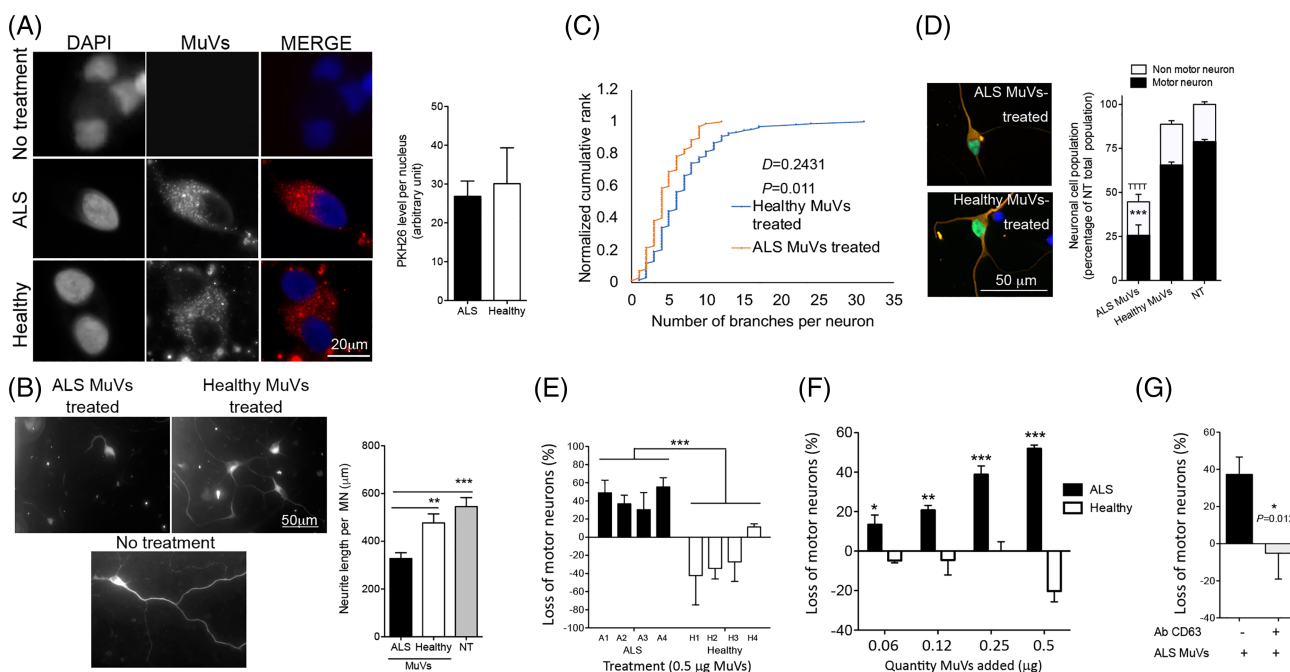 (A)
DAPI MuVs MERGE
No treatment
ALS
Healthy
20μm
PKH26 level per nucleus
(arbitrary unit)
50
40
30
20
10
0
ALS Healthy
(B)
ALS MuVs
treated
Healthy MuVs
treated
50μm
No treatment
Neurite length per MN (μm)
800
600
400
200
0
**
***
ALS Healthy NT
MuVs
(C)
Normalized cumulative rank
1.2
1
0.8
0.6
0.4
0.2
0
D=0.2431
P=0.011
Healthy MuVs
treated
ALS MuVs treated
0 5 10 15 20 25 30 35
Number of branches per neuron
(D)
ALS MuVs-
treated
Healthy MuVs-
treated
50 μm
Non motor neuron
Motor neuron
Neuronal cell population
(percentage of NT total population)
100
75
50
25
0
TTTT
***
ALS MuVs
Healthy MuVs
NT
(E)
Loss of motor neurons (%)
100
80
60
40
20
0
-20
-40
-60
-80
-100
***
A1 A2 A3 A4 H1 H2 H3 H4
ALS Healthy
Treatment (0.5 μg MuVs)
(F)
Loss of motor neurons (%)
60
40
20
0
-20
-40
*
**
***
***
ALS
Healthy
0.06 0.12 0.25 0.5
Quantity MuVs added (μg)
(G)
Loss of motor neurons (%)
60
40
20
0
-20
-40
*
Ab CD63 - +
ALS MuVs + +